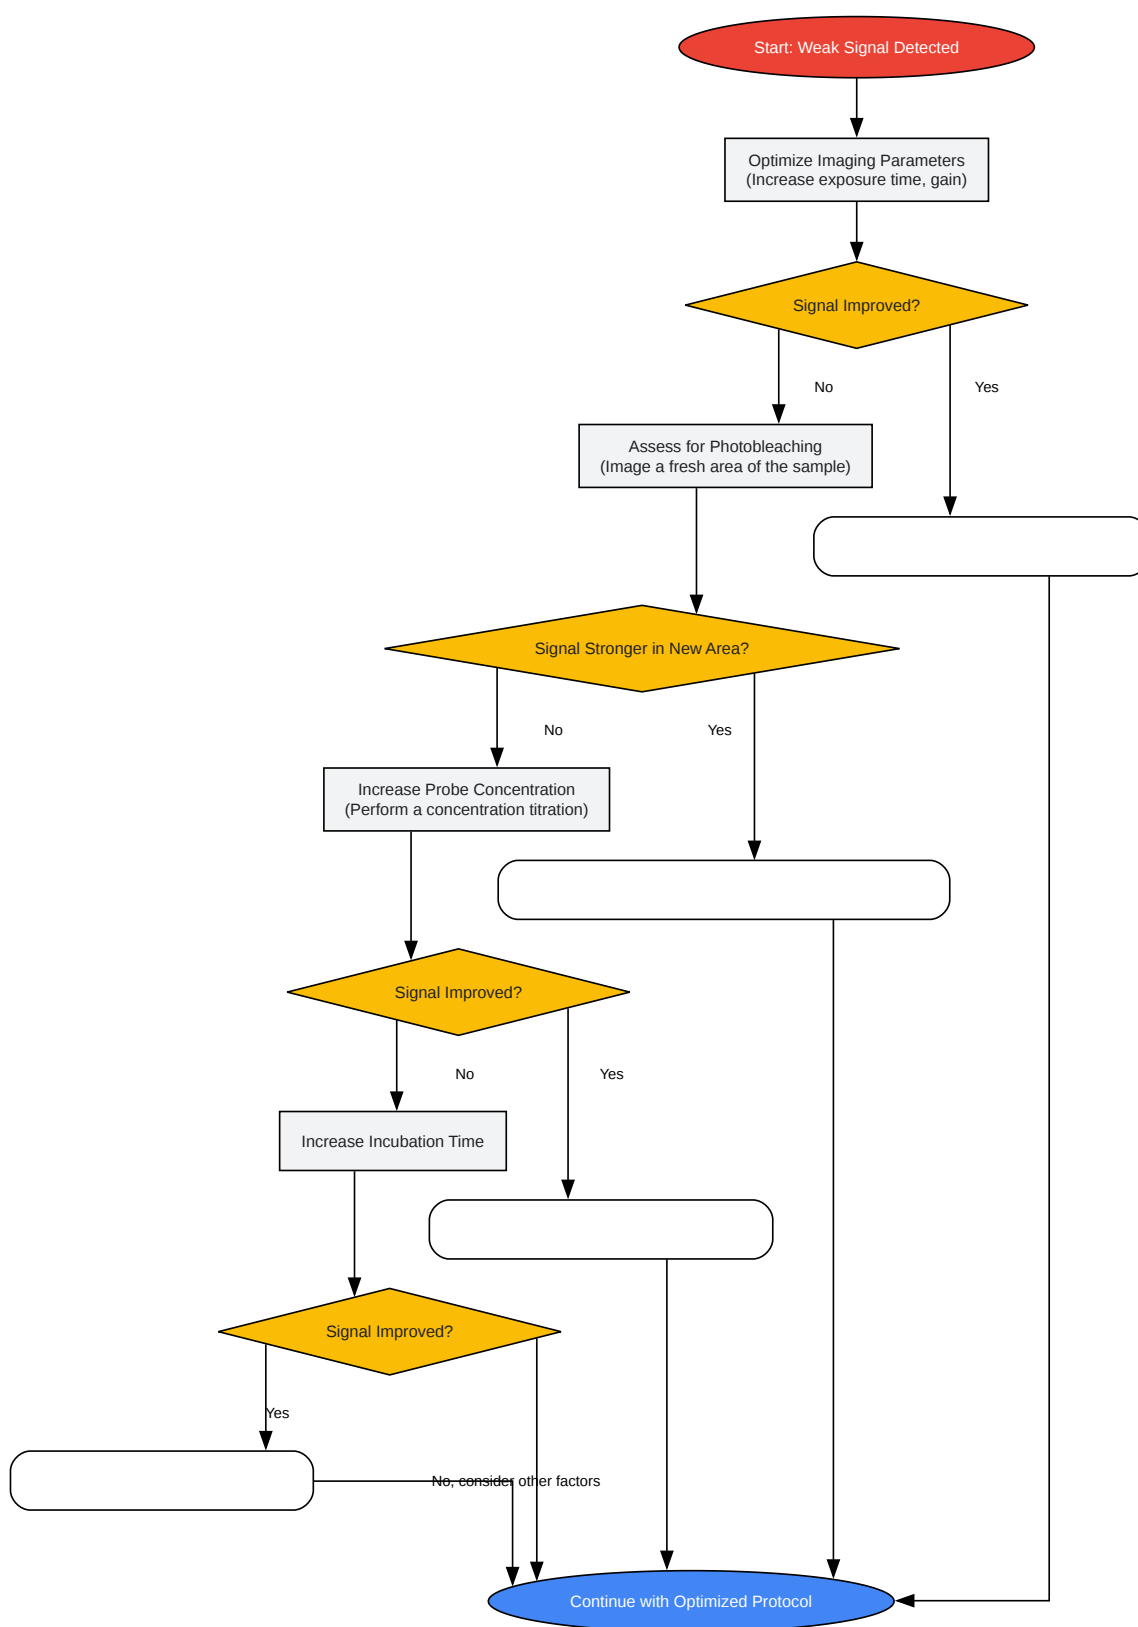 Start: Weak Signal Detected
Optimize Imaging Parameters
(Increase exposure time, gain)
Signal Improved?
No
Yes
Assess for Photobleaching
(Image a fresh area of the sample)
Signal Stronger in New Area?
No
Yes
Increase Probe Concentration
(Perform a concentration titration)
Signal Improved?
No
Yes
Increase Incubation Time
Signal Improved?
Yes
No, consider other factors
Continue with Optimized Protocol